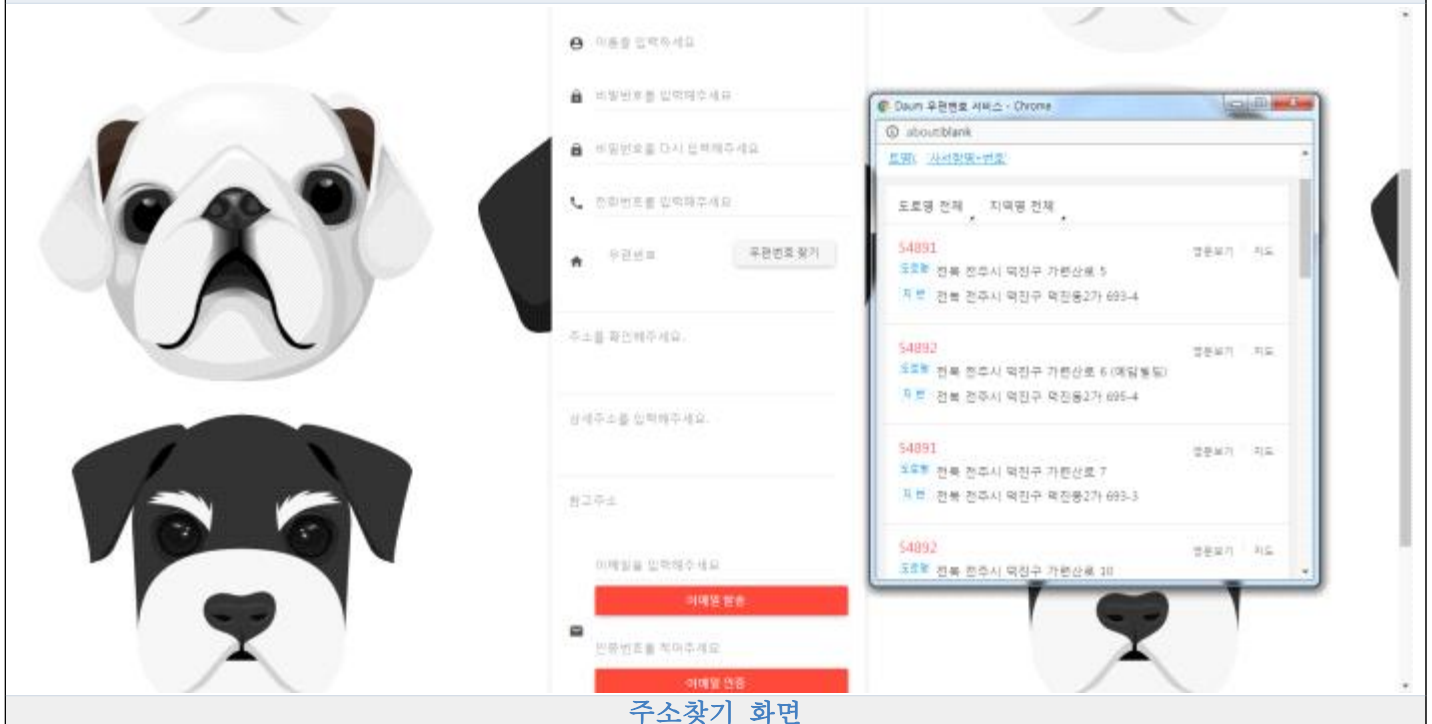 이름을 입력하세요
비밀번호를 입력해주세요
비밀번호를 다시 입력해주세요
전화번호를 입력해주세요
우편번호
우편번호 찾기
주소를 확인해주세요.
상세주소를 입력해주세요.
참고주소
이메일을 입력해주세요
이메일 발송
인증번호를 적어주세요
이메일 인증
Daum 우편번호 서비스 - Chrome
about:blank
사서함명+번호
도로명 전체 지역명 전체
54891 영문보기 지도
도로명 전북 전주시 덕진구 가련산로 5
지번 전북 전주시 덕진구 덕진동2가 693-4
54892 영문보기 지도
도로명 전북 전주시 덕진구 가련산로 6
지번 전북 전주시 덕진구 덕진동2가 695-4
54891 영문보기 지도
도로명 전북 전주시 덕진구 가련산로 7
지번 전북 전주시 덕진구 덕진동2가 693-3
54892 영문보기 지도
도로명 전북 전주시 덕진구 가련산로 10
주소찾기 화면